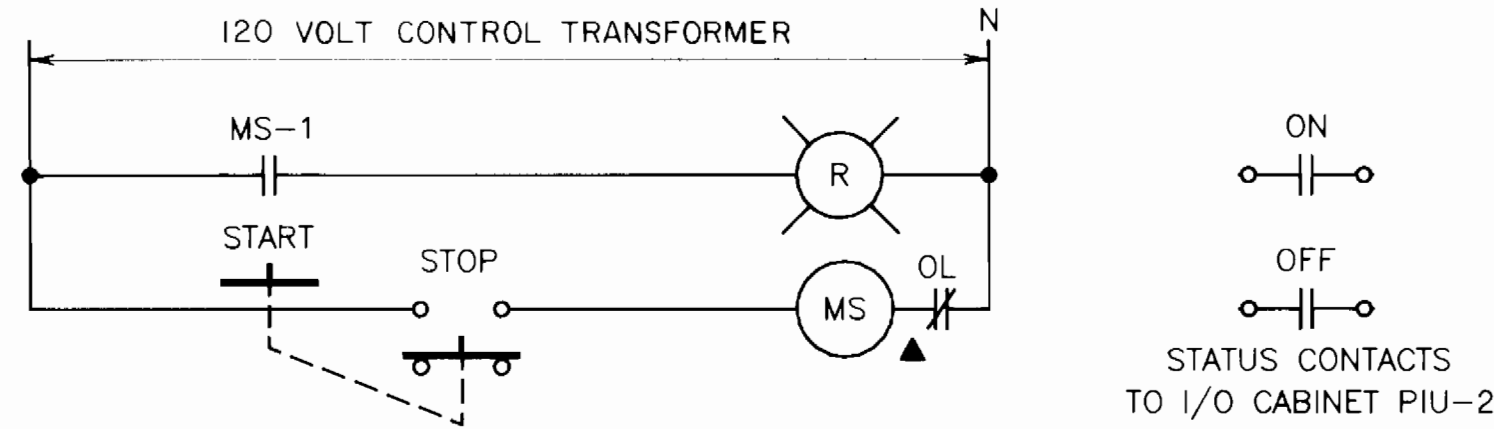 120 VOLT CONTROL TRANSFORMER
N
MS-1
R
ON
START
STOP
MS
OL
OFF
STATUS CONTACTS
TO I/O CABINET PIU-2